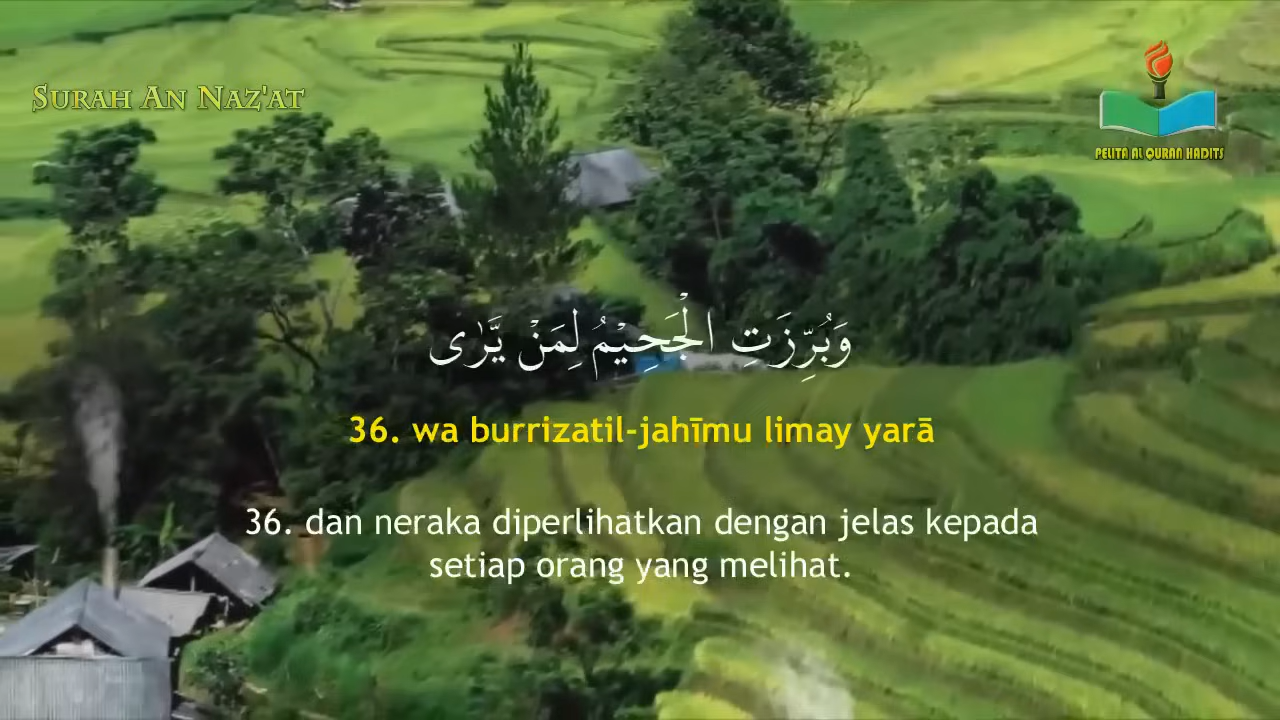 SURAH AN NAZ'AT
PELITA AL QURAN HADITS
وَبُرِّزَتِ الْجَحِيْمُ لِمَنْ يَّرٰى
36. wa burrizatil-jahīmu limay yarā
36. dan neraka diperlihatkan dengan jelas kepada
setiap orang yang melihat.